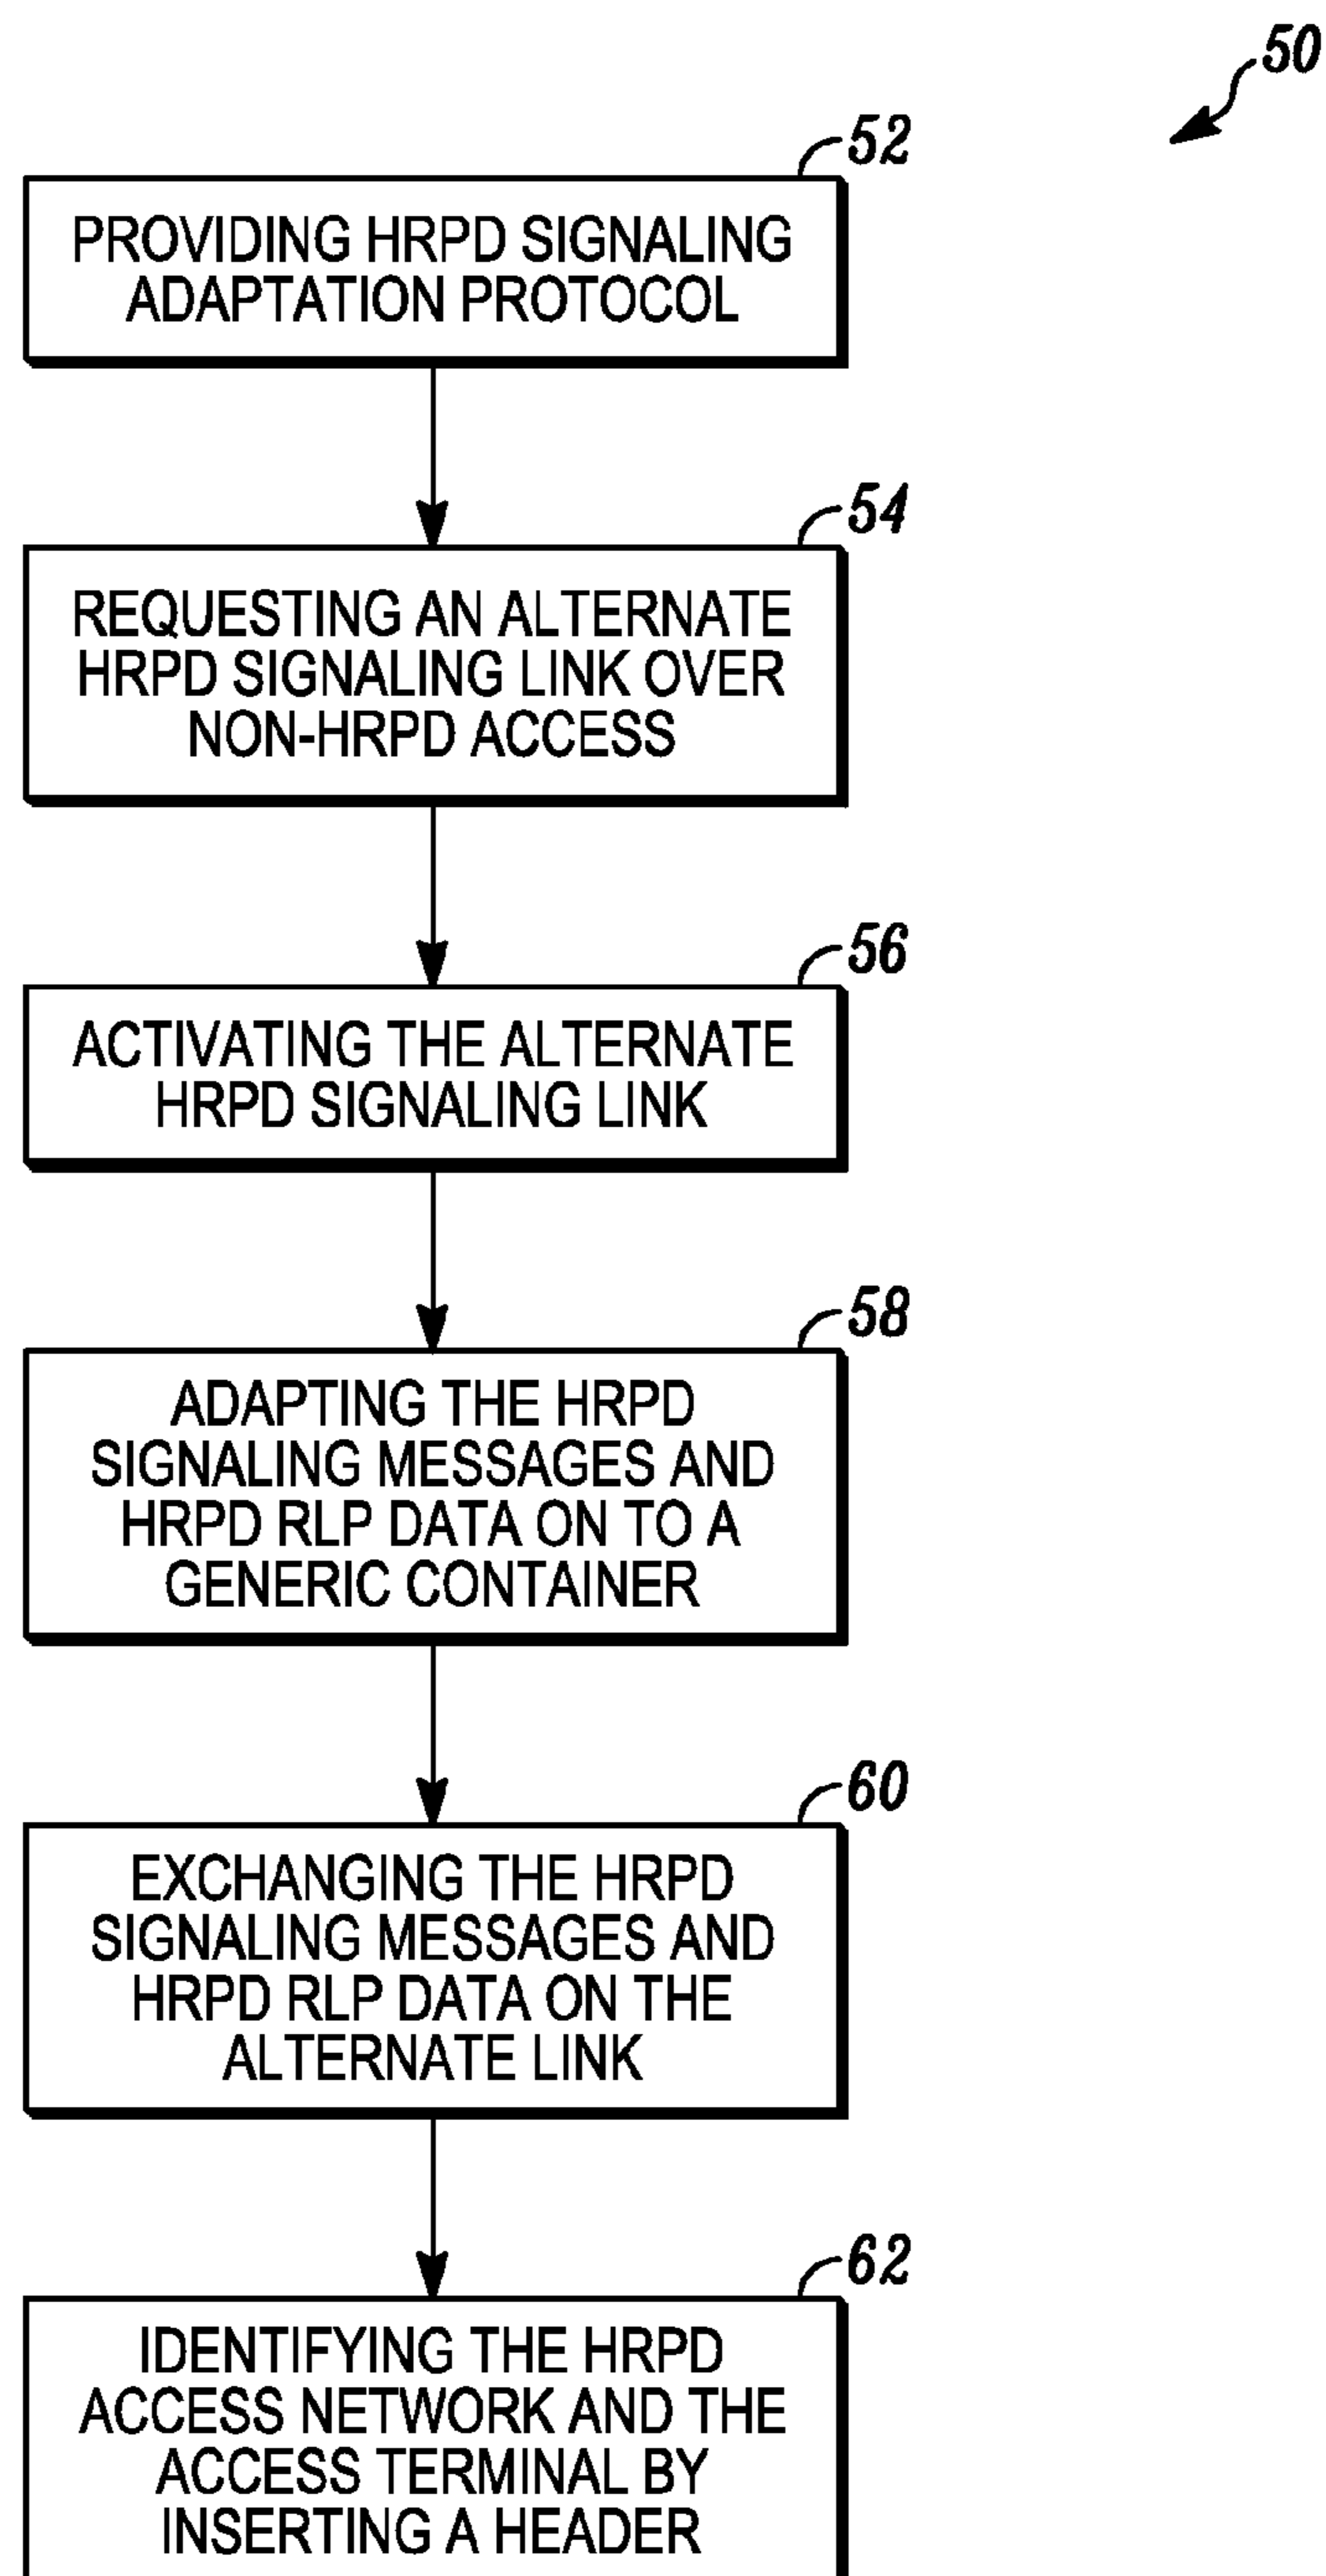 50
52
PROVIDING HRPD SIGNALING
ADAPTATION PROTOCOL
54
REQUESTING AN ALTERNATE
HRPD SIGNALING LINK OVER
NON-HRPD ACCESS
56
ACTIVATING THE ALTERNATE
HRPD SIGNALING LINK
58
ADAPTING THE HRPD
SIGNALING MESSAGES AND
HRPD RLP DATA ON TO A
GENERIC CONTAINER
60
EXCHANGING THE HRPD
SIGNALING MESSAGES AND
HRPD RLP DATA ON THE
ALTERNATE LINK
62
IDENTIFYING THE HRPD
ACCESS NETWORK AND THE
ACCESS TERMINAL BY
INSERTING A HEADER